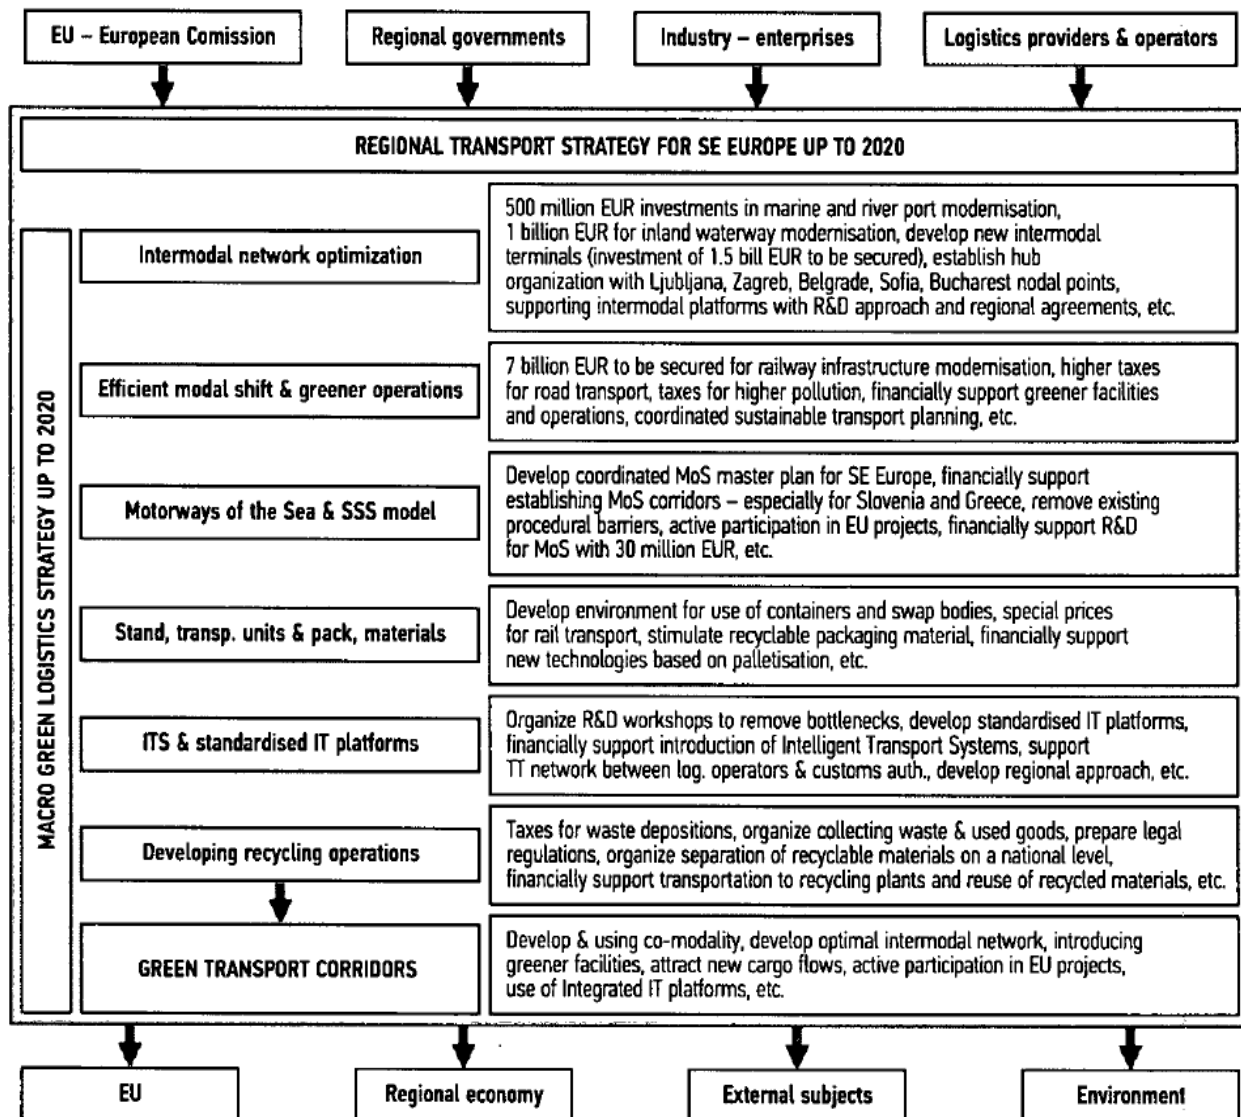 EU – European Comission
Regional governments
Industry – enterprises
Logistics providers & operators
REGIONAL TRANSPORT STRATEGY FOR SE EUROPE UP TO 2020
MACRO GREEN LOGISTICS STRATEGY UP TO 2020
Intermodal network optimization
500 million EUR investments in marine and river port modernisation,
1 billion EUR for inland waterway modernisation, develop new intermodal
terminals (investment of 1.5 bill EUR to be secured), establish hub
organization with Ljubljana, Zagreb, Belgrade, Sofia, Bucharest nodal points,
supporting intermodal platforms with R&D approach and regional agreements, etc.
Efficient modal shift & greener operations
7 billion EUR to be secured for railway infrastructure modernisation, higher taxes
for road transport, taxes for higher pollution, financially support greener facilities
and operations, coordinated sustainable transport planning, etc.
Motorways of the Sea & SSS model
Develop coordinated MoS master plan for SE Europe, financially support
establishing MoS corridors – especially for Slovenia and Greece, remove existing
procedural barriers, active participation in EU projects, financially support R&D
for MoS with 30 million EUR, etc.
Stand, transp. units & pack, materials
Develop environment for use of containers and swap bodies, special prices
for rail transport, stimulate recyclable packaging material, financially support
new technologies based on palletisation, etc.
ITS & standardised IT platforms
Organize R&D workshops to remove bottlenecks, develop standardised IT platforms,
financially support introduction of Intelligent Transport Systems, support
TT network between log. operators & customs auth., develop regional approach, etc.
Developing recycling operations
Taxes for waste depositions, organize collecting waste & used goods, prepare legal
regulations, organize separation of recyclable materials on a national level,
financially support transportation to recycling plants and reuse of recycled materials, etc.
GREEN TRANSPORT CORRIDORS
Develop & using co-modality, develop optimal intermodal network, introducing
greener facilities, attract new cargo flows, active participation in EU projects,
use of Integrated IT platforms, etc.
EU
Regional economy
External subjects
Environment